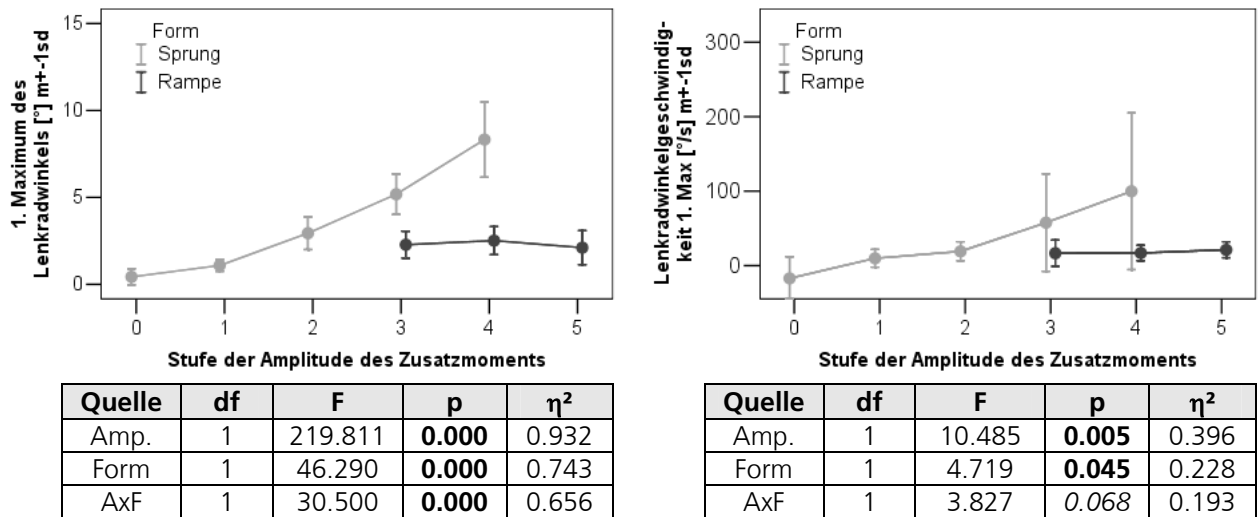 1. Maximum des
Lenkradwinkels [°] m+-1sd
15
10
5
0
Form
Sprung
Rampe
0 1 2 3 4 5
Stufe der Amplitude des Zusatzmoments
Quelle df F p η²
Amp. 1 219.811 0.000 0.932
Form 1 46.290 0.000 0.743
AxF 1 30.500 0.000 0.656
Lenkradwinkelgeschwindig-
keit 1. Max [°/s] m+-1sd
300
200
100
0
Form
Sprung
Rampe
0 1 2 3 4 5
Stufe der Amplitude des Zusatzmoments
Quelle df F p η²
Amp. 1 10.485 0.005 0.396
Form 1 4.719 0.045 0.228
AxF 1 3.827 0.068 0.193